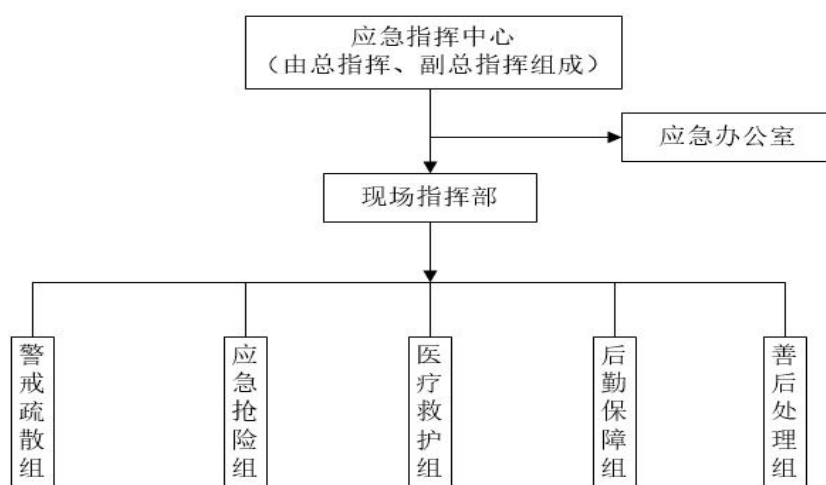 应急指挥中心
（由总指挥、副总指挥组成）
应急办公室
现场指挥部
警戒疏散组
应急抢险组
医疗救护组
后勤保障组
善后处理组